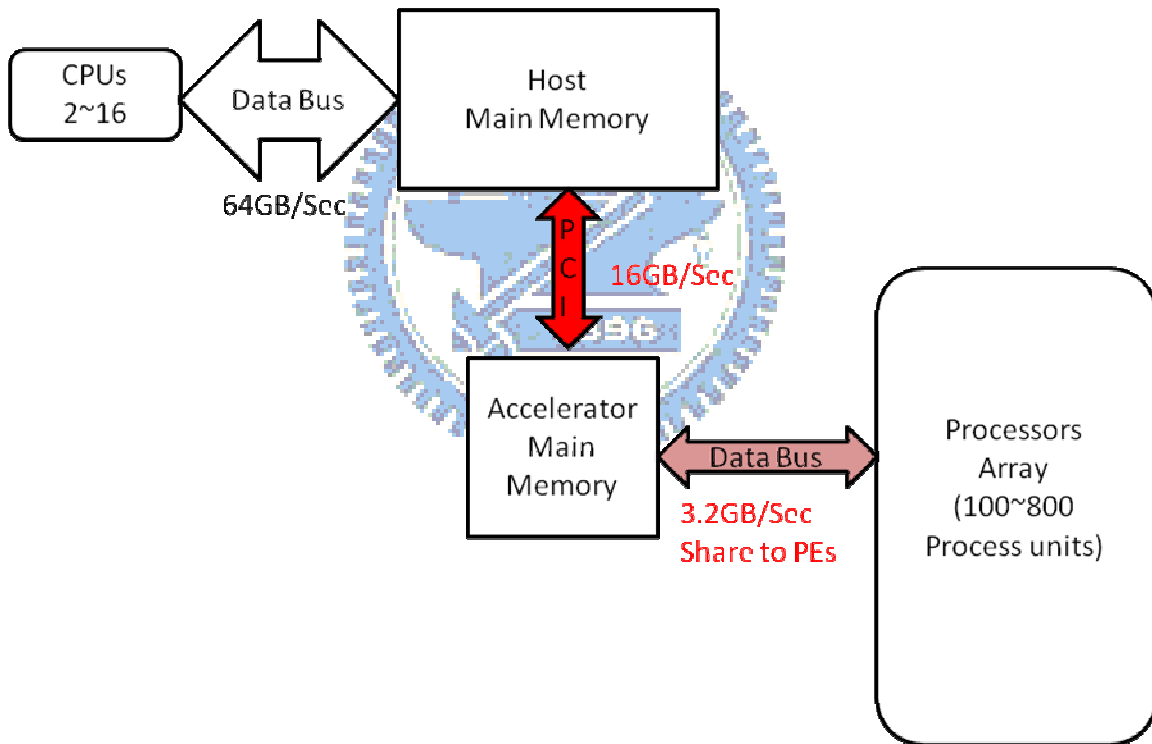 CPUs
2~16
Data Bus
64GB/Sec
Host
Main Memory
PCI
16GB/Sec
Accelerator
Main
Memory
Data Bus
3.2GB/Sec
Share to PEs
Processors
Array
(100~800
Process units)